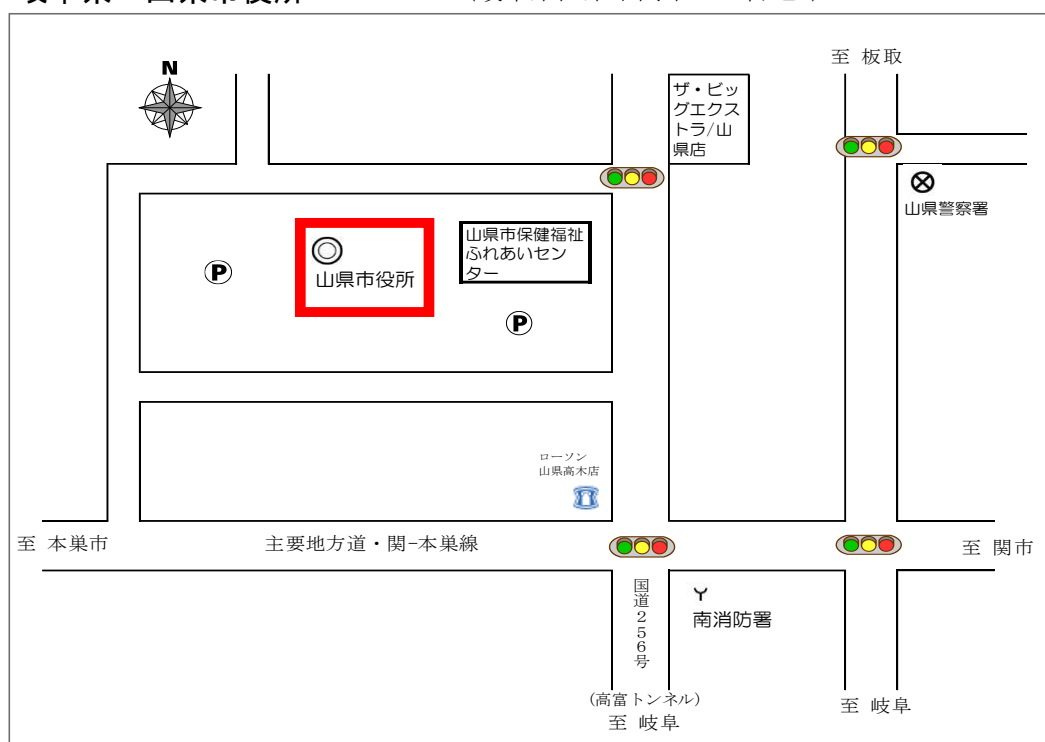 至 板取
N
ザ・ビッ
グエクス
トラ/山
県店
山県警察署
山県市保健福祉
ふれあいセン
ター
山県市役所
P
P
ローソン
山県高木店
至 本巣市
主要地方道・関-本巣線
至 関市
国道256号
南消防署
(高富トンネル)
至 岐阜
至 岐阜